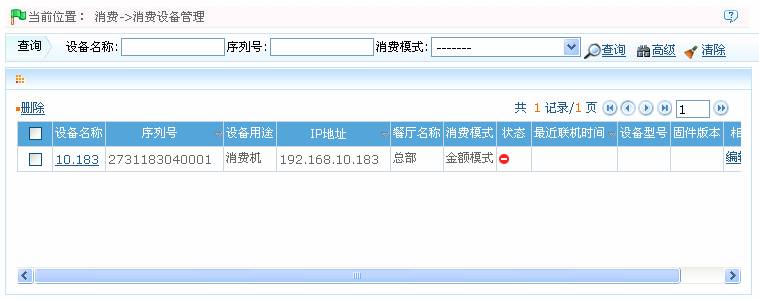 当前位置： 消费->消费设备管理
查询 设备名称: 序列号: 消费模式: ------- 查询 高级 清除
删除 共 1 记录/1 页 1
设备名称 序列号 设备用途 IP地址 餐厅名称 消费模式 状态 最近联机时间 设备型号 固件版本
10.183 2731183040001 消费机 192.168.10.183 总部 金额模式